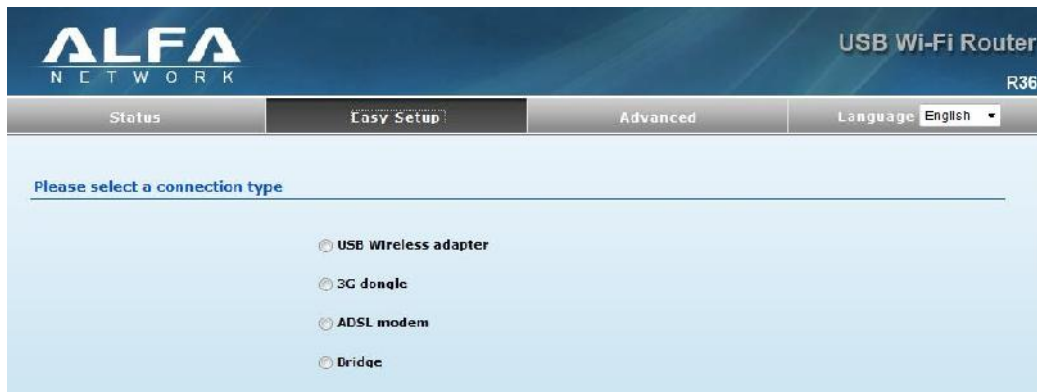 ALFA
NETWORK
USB Wi-Fi Router
R36
Status
Easy Setup
Advanced
Language English
Please select a connection type
USB Wireless adapter
3G dongle
ADSL modem
Bridge